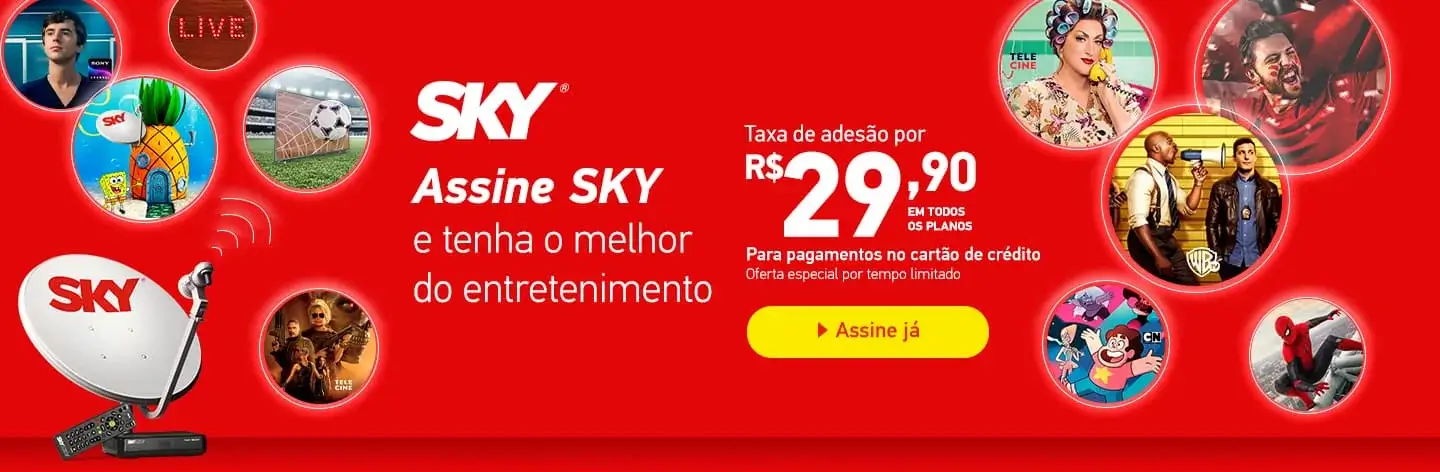 LIVE
SONY
SKY
SKY
SKY
TELE
CINE
SKY®
Assine SKY
e tenha o melhor
do entretenimento
Taxa de adesão por
R$29,90
EM TODOS
OS PLANOS
Para pagamentos no cartão de crédito
Oferta especial por tempo limitado
Assine já
TELE
CINE
WB
CN